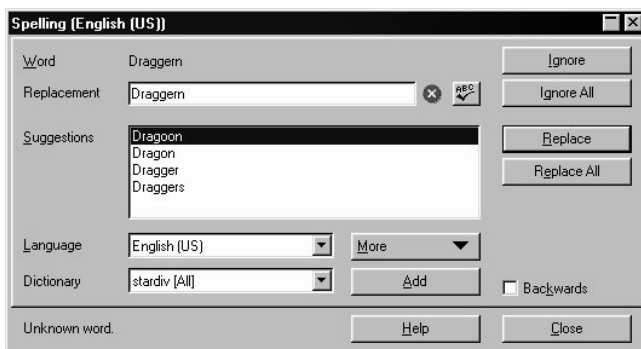 Spelling (English (US))
Word Draggern Ignore
Replacement Draggern ABC Ignore All
Suggestions Dragoon Replace
Dragon
Dragger Replace All
Draggers
Language English (US) More
Dictionary stardiv [All] Add Backwards
Unknown word. Help Close